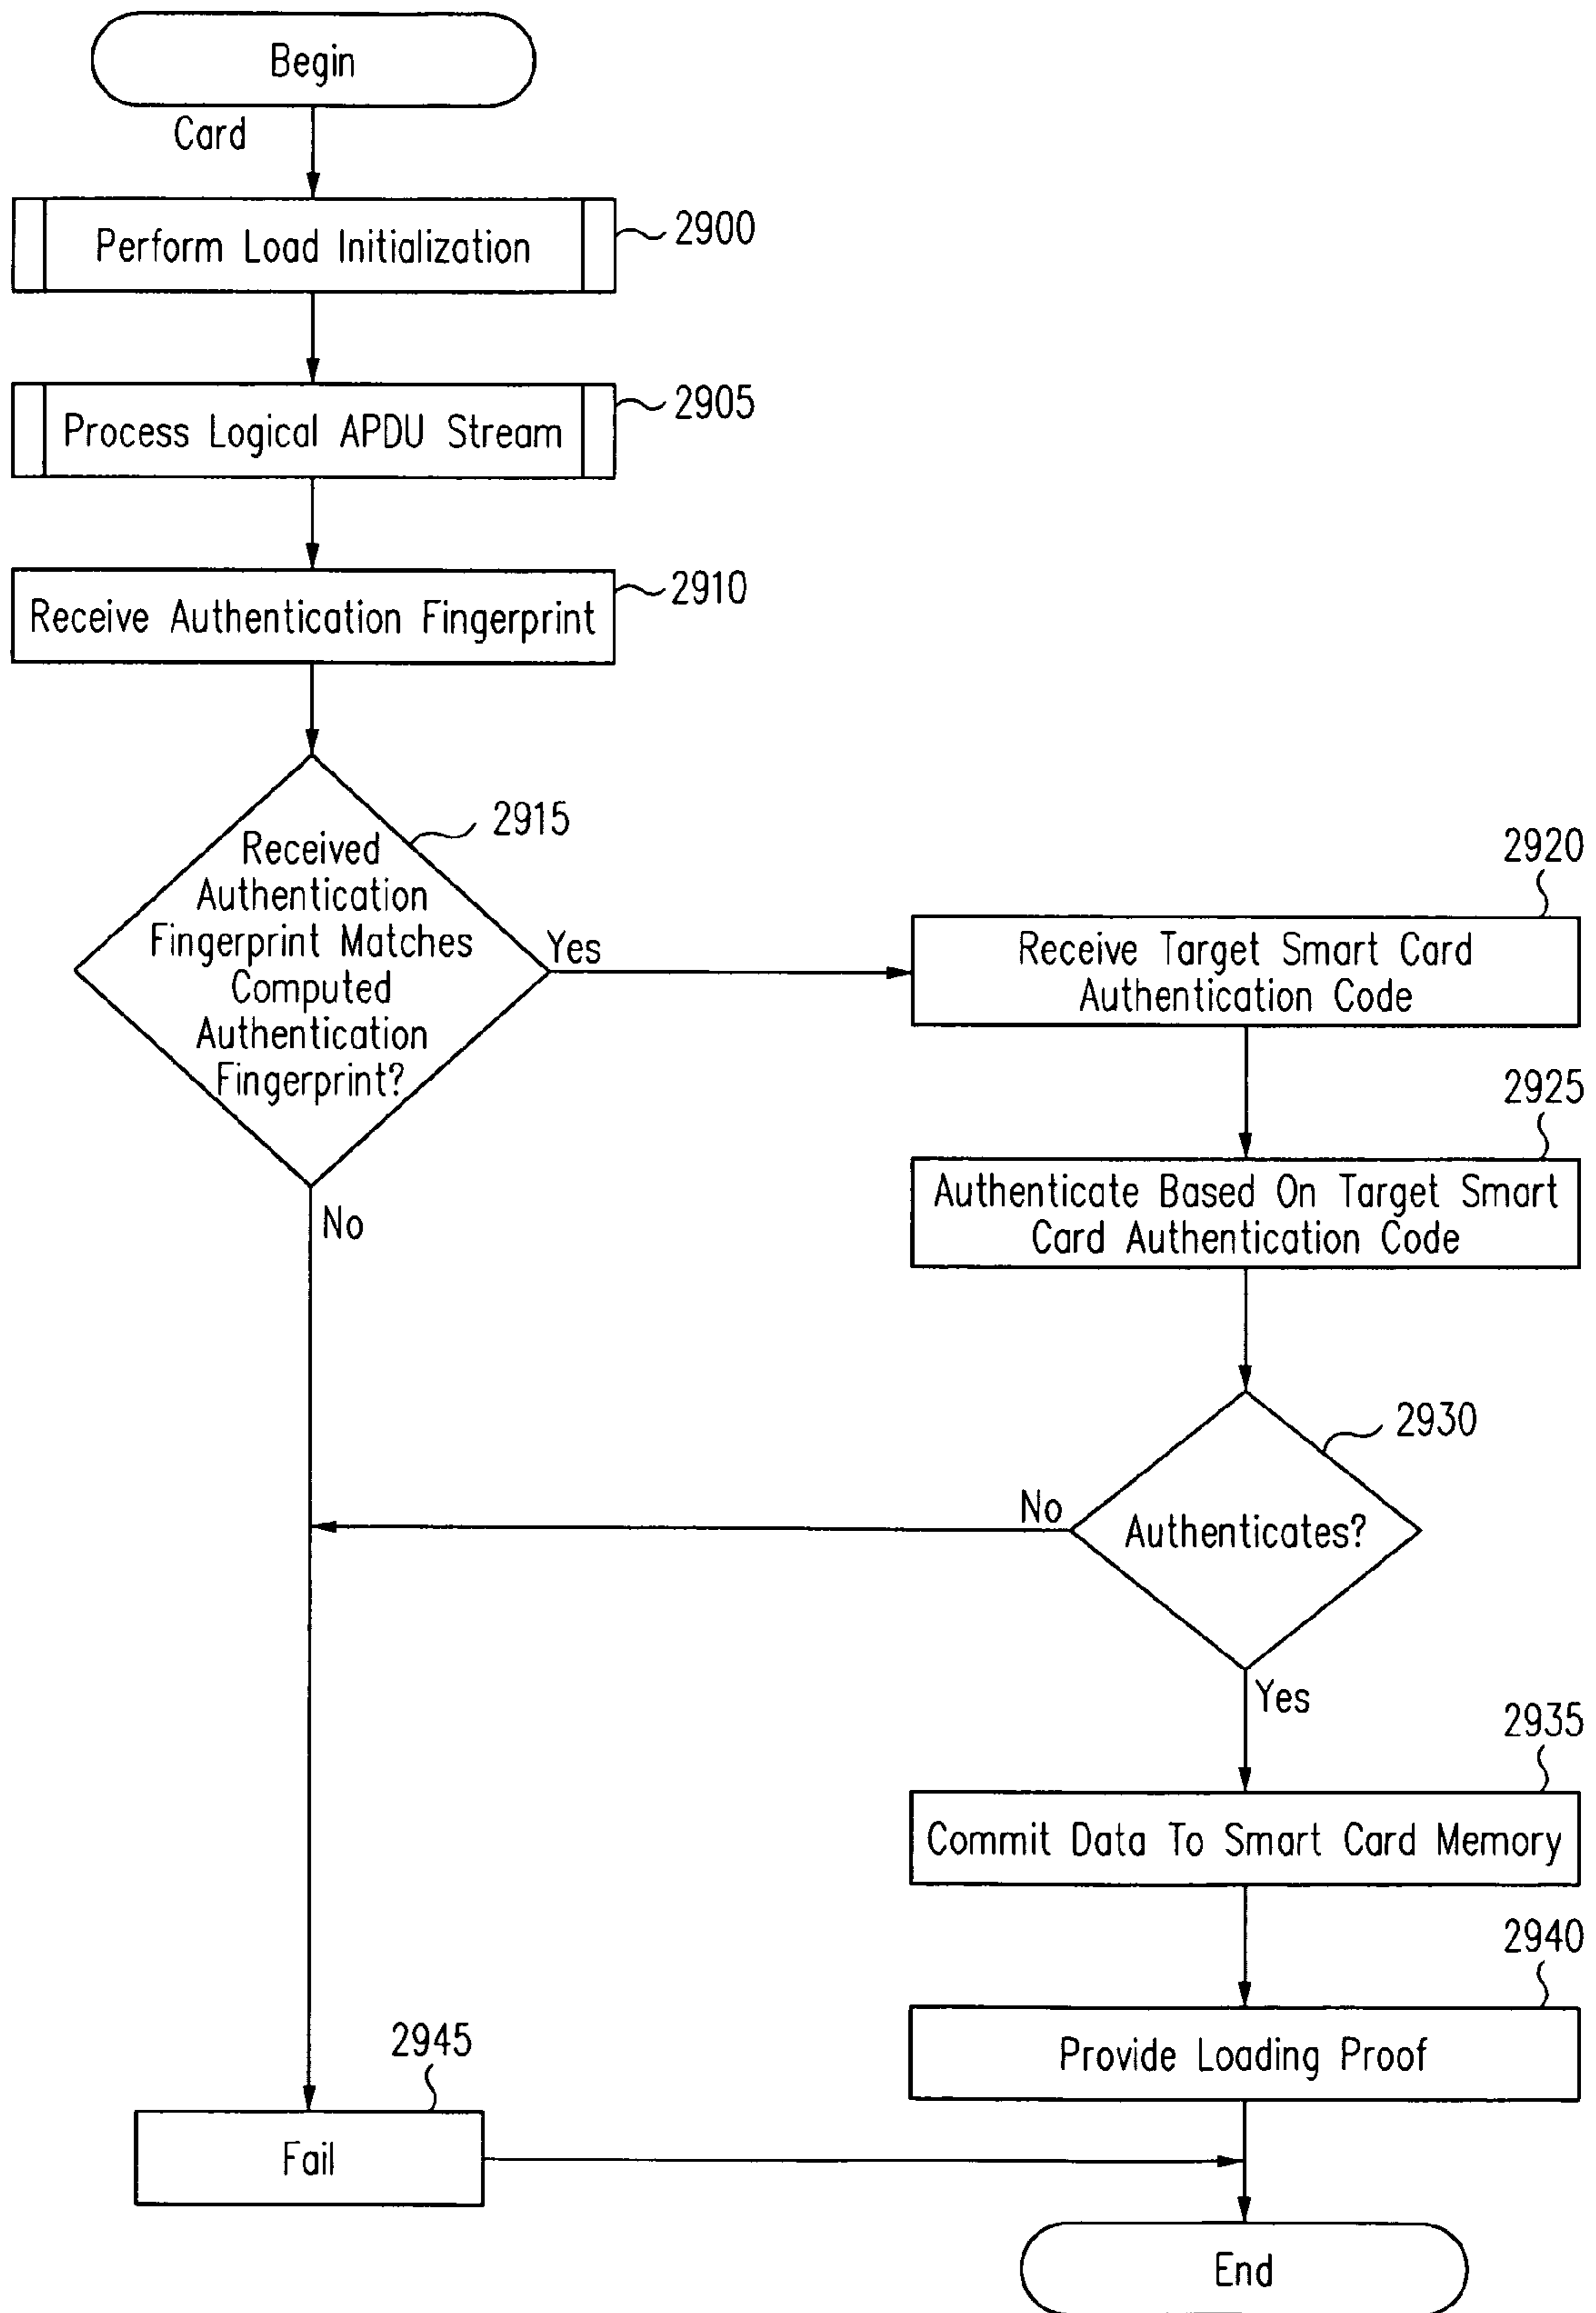 Begin
Card
Perform Load Initialization
2900
Process Logical APDU Stream
2905
Receive Authentication Fingerprint
2910
Received
Authentication
Fingerprint Matches
Computed
Authentication
Fingerprint?
2915
Yes
No
2920
Receive Target Smart Card
Authentication Code
2925
Authenticate Based On Target Smart
Card Authentication Code
2930
Authenticates?
No
Yes
2935
Commit Data To Smart Card Memory
2940
Provide Loading Proof
2945
Fail
End